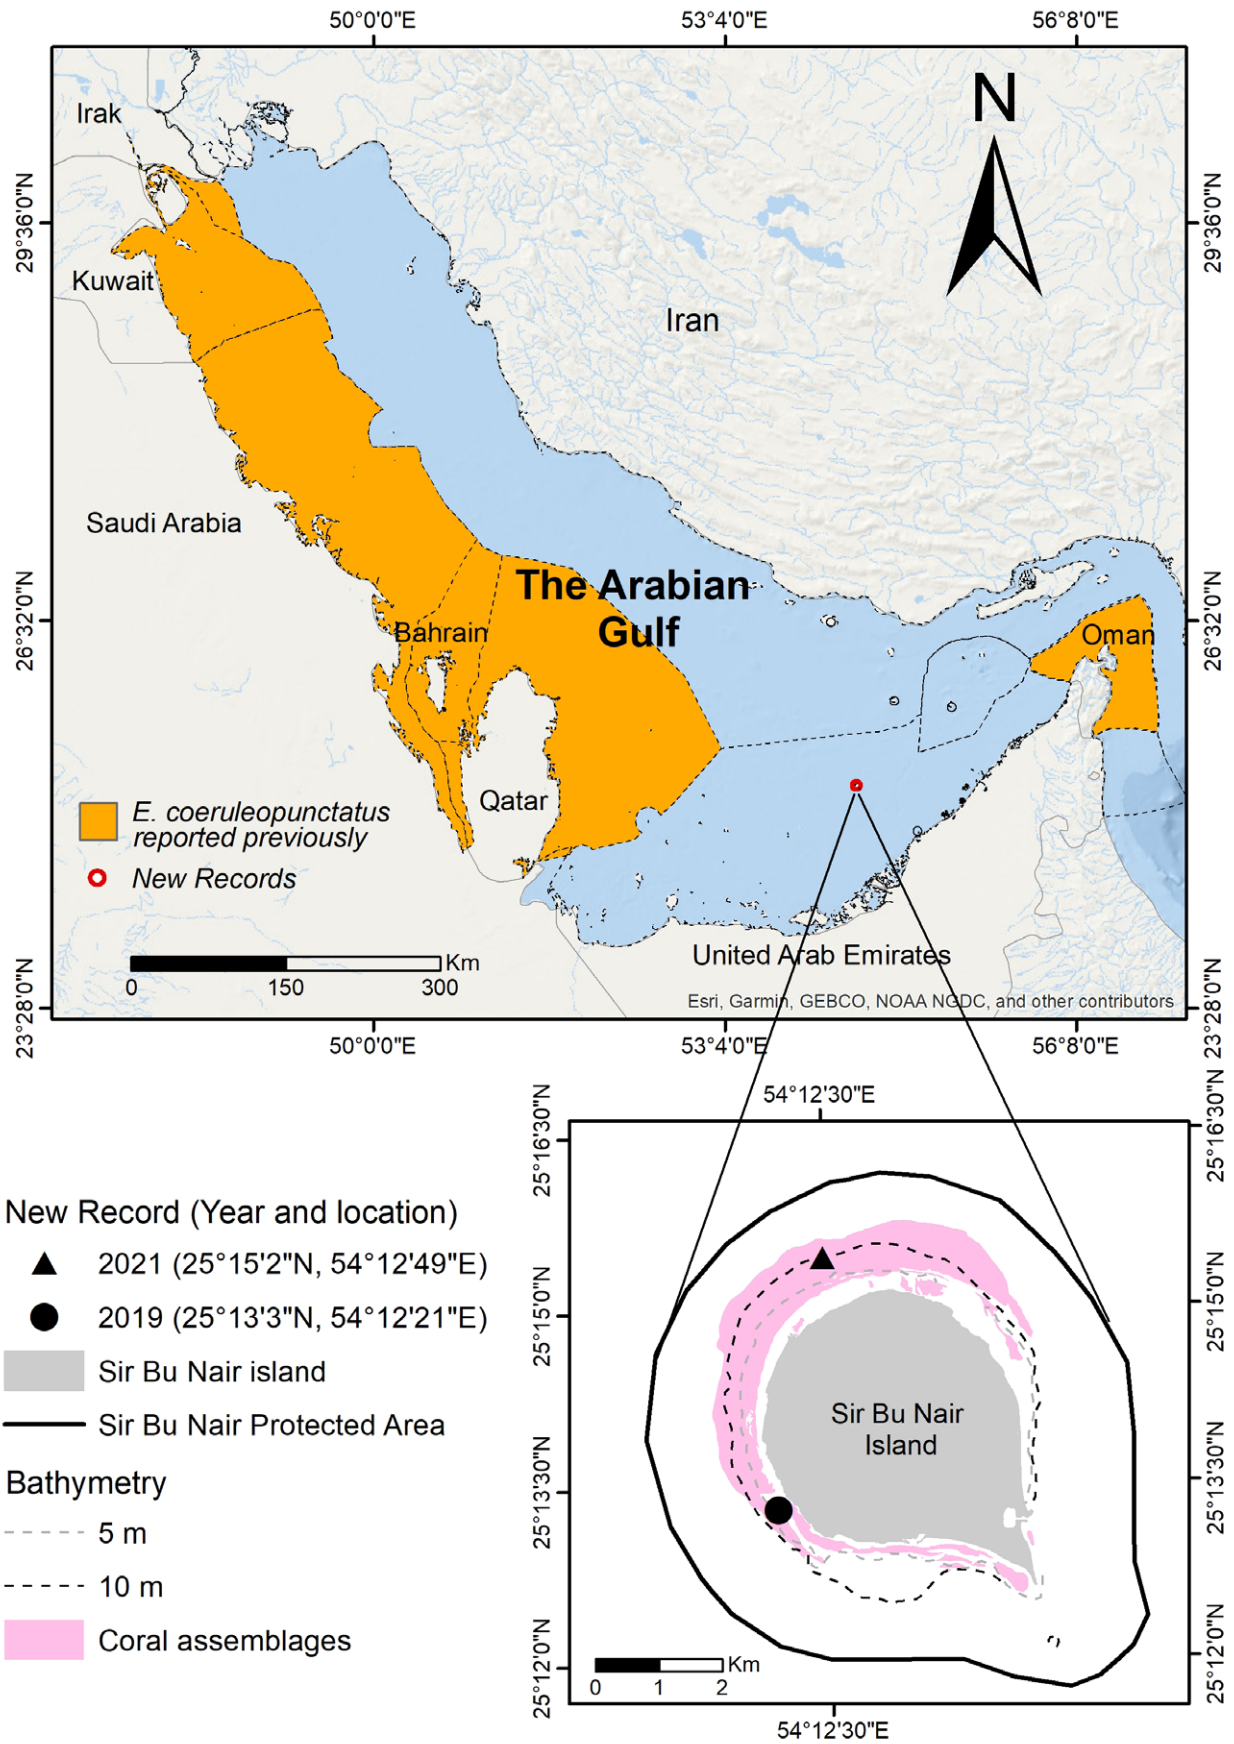 50°0'0"E
53°4'0"E
56°8'0"E
N
Irak
29°36'0"N
29°36'0"N
Kuwait
Iran
Saudi Arabia
The Arabian
Gulf
26°32'0"N
26°32'0"N
Bahrain
Oman
Qatar
E. coeruleopunctatus
reported previously
New Records
United Arab Emirates
Km
0 150 300
Esri, Garmin, GEBCO, NOAA NGDC, and other contributors
23°28'0"N
23°28'0"N
50°0'0"E
53°4'0"E
56°8'0"E
54°12'30"E
25°16'30"N
25°16'30"N
New Record (Year and location)
2021 (25°15'2"N, 54°12'49"E)
2019 (25°13'3"N, 54°12'21"E)
Sir Bu Nair island
Sir Bu Nair Protected Area
Bathymetry
5 m
10 m
Coral assemblages
25°15'0"N
25°15'0"N
Sir Bu Nair
Island
25°13'30"N
25°13'30"N
25°12'0"N
25°12'0"N
Km
0 1 2
54°12'30"E